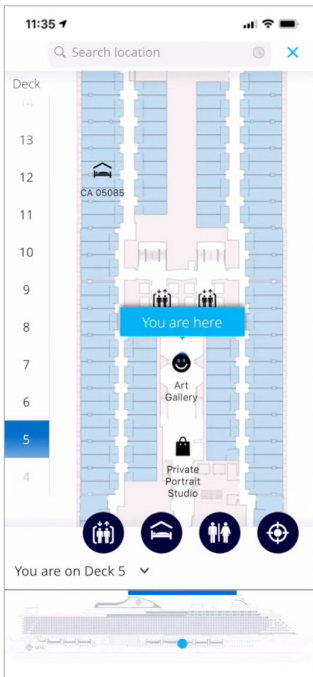 11:35
Search location
Deck
14
13
12
CA 05085
11
10
9
You are here
8
7
Art
Gallery
6
5
Private
Portrait
Studio
4
You are on Deck 5
MSC